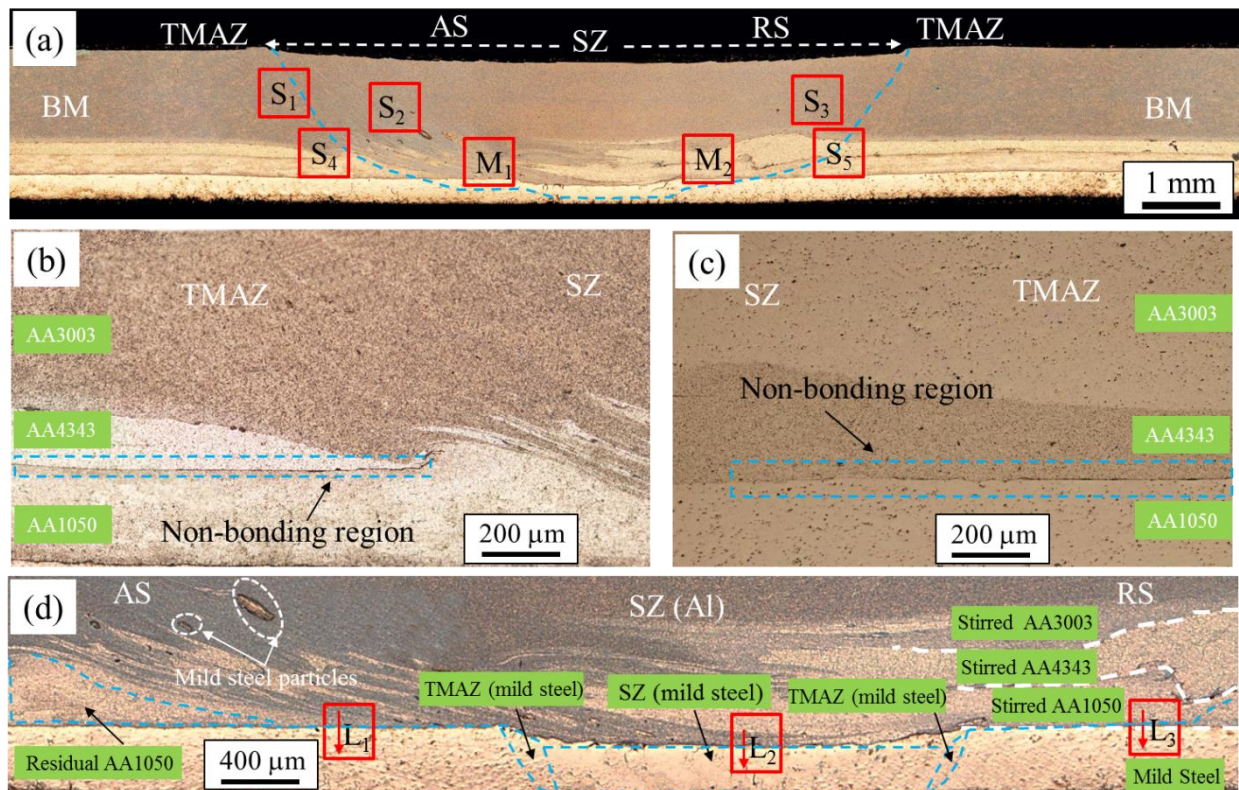 (a)
TMAZ
AS
SZ
RS
TMAZ
BM
S1
S2
S3
BM
S4
M1
M2
S5
1 mm
(b)
TMAZ
SZ
AA3003
AA4343
AA1050
Non-bonding region
200 µm
(c)
SZ
TMAZ
AA3003
Non-bonding region
AA4343
AA1050
200 µm
(d)
AS
SZ (Al)
RS
Mild steel particles
Stirred AA3003
Stirred AA4343
Stirred AA1050
TMAZ (mild steel)
SZ (mild steel)
TMAZ (mild steel)
L1
L2
L3
Residual AA1050
400 µm
Mild Steel